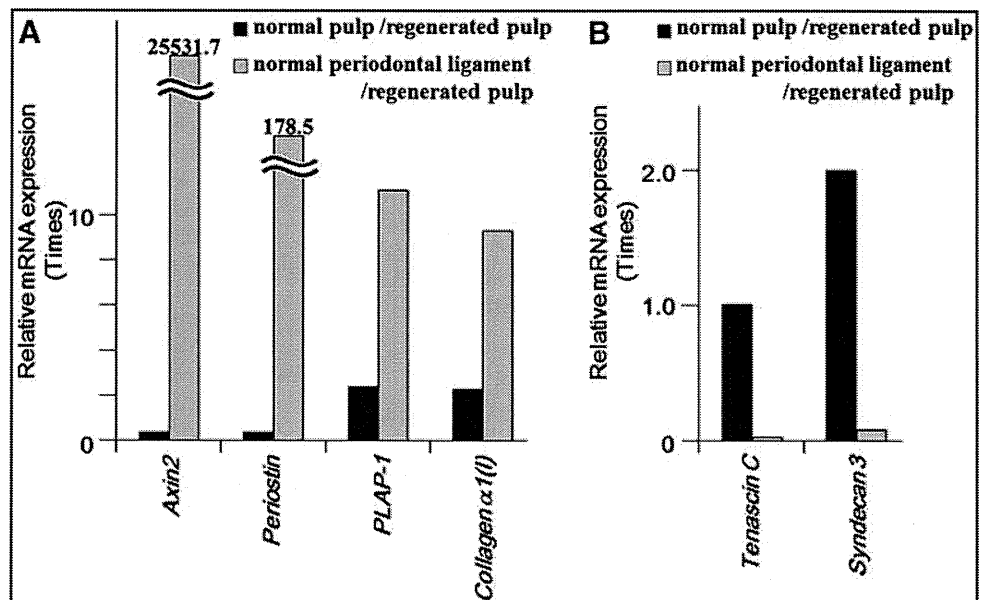 A
normal pulp /regenerated pulp
normal periodontal ligament
/regenerated pulp
25531.7
178.5
Relative mRNA expression
(Times)
10
0
Axin2
Periostin
PLAP-1
Collagen α1(I)
B
normal pulp /regenerated pulp
normal periodontal ligament
/regenerated pulp
Relative mRNA expression
(Times)
2.0
1.0
0
Tenascin C
Syndecan 3